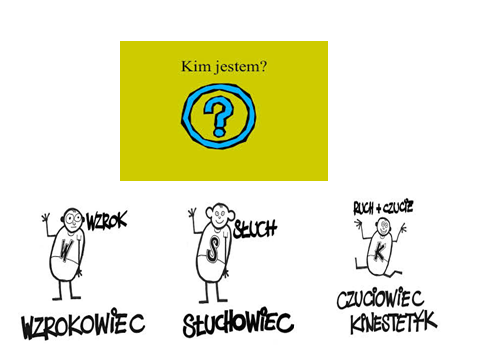 Kim jestem?
?
WZROK
W
WZROKOWIEC
SŁUCH
S
SŁUCHOWIEC
RUCH + CZUCIE
K
CZUCIOWIEC
KINESTETYK